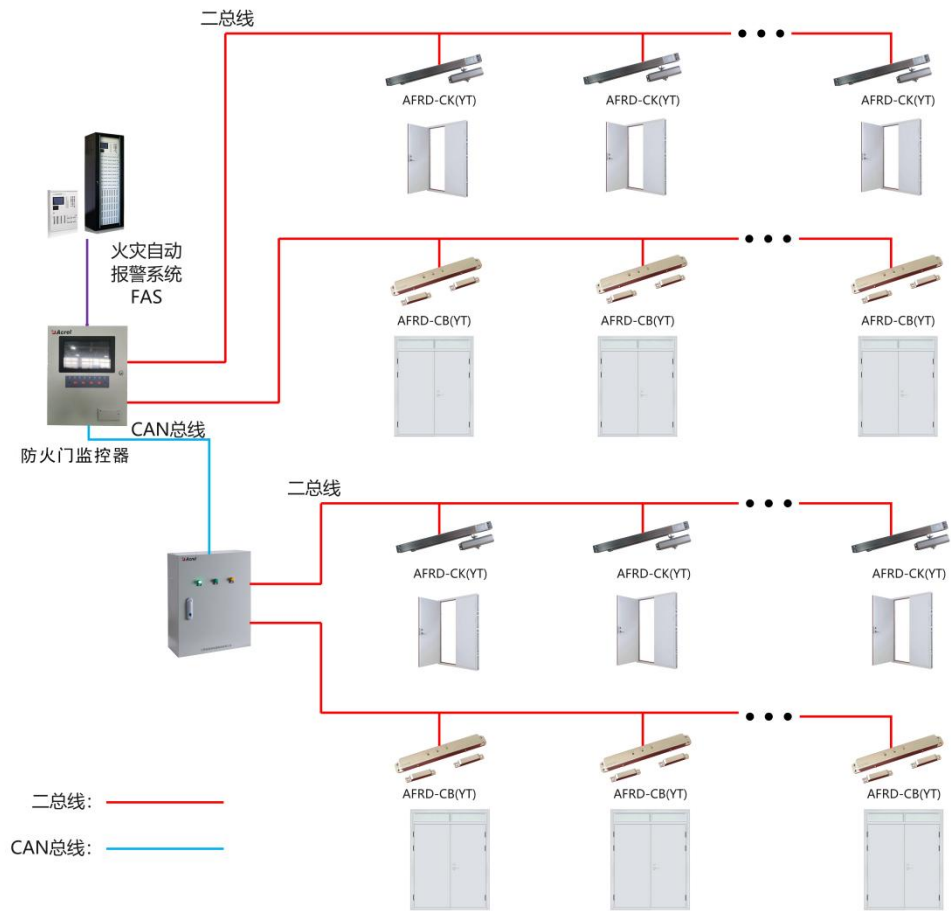 二总线
AFRD-CK(YT)
AFRD-CK(YT)
AFRD-CK(YT)
火灾自动
报警系统
FAS
AFRD-CB(YT)
AFRD-CB(YT)
AFRD-CB(YT)
Acrel
CAN总线
防火门监控器
二总线
AFRD-CK(YT)
AFRD-CK(YT)
AFRD-CK(YT)
Acrel
AFRD-CB(YT)
AFRD-CB(YT)
AFRD-CB(YT)
二总线：
CAN总线：